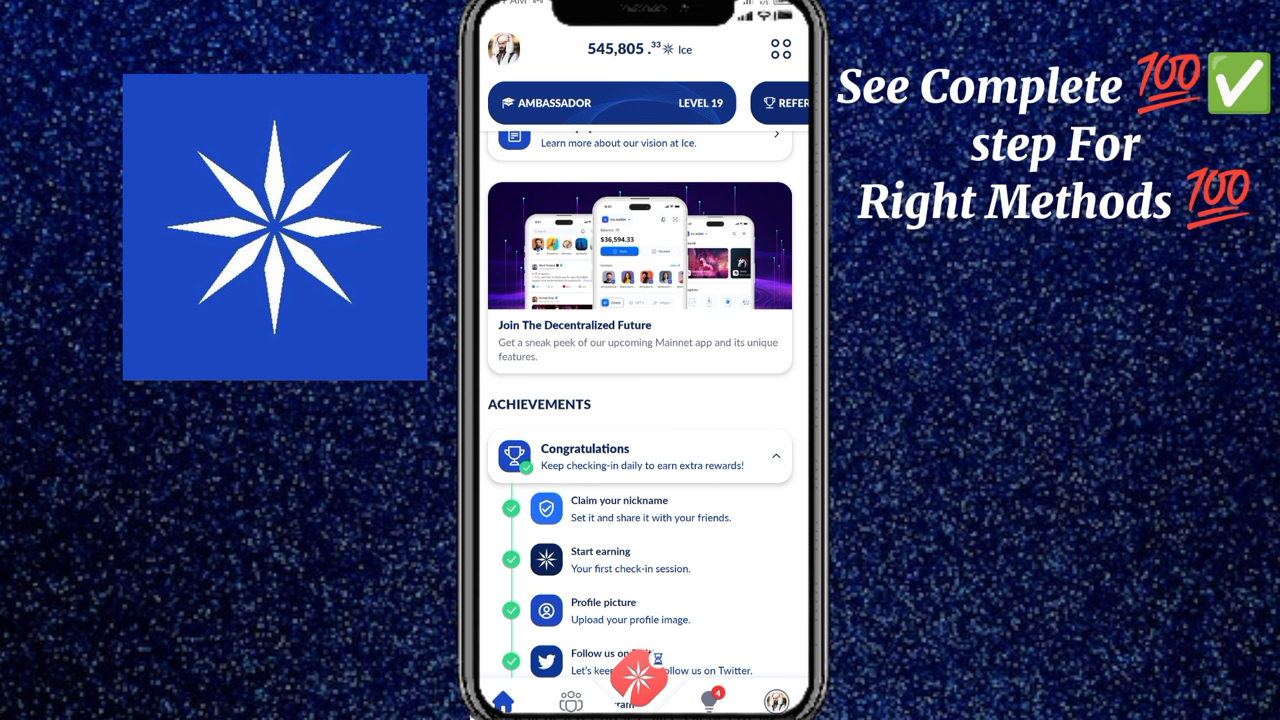 545,805 .33 Ice
AMBASSADOR LEVEL 19
REFER
Learn more about our vision at Ice.
$36,594.33
Join The Decentralized Future
Get a sneak peek of our upcoming Mainnet app and its unique
features.
ACHIEVEMENTS
Congratulations
Keep checking-in daily to earn extra rewards!
Claim your nickname
Set it and share it with your friends.
Start earning
Your first check-in session.
Profile picture
Upload your profile image.
Follow us on
Let's follow us on Twitter.
4
See Complete 💯✅
step For
Right Methods 💯